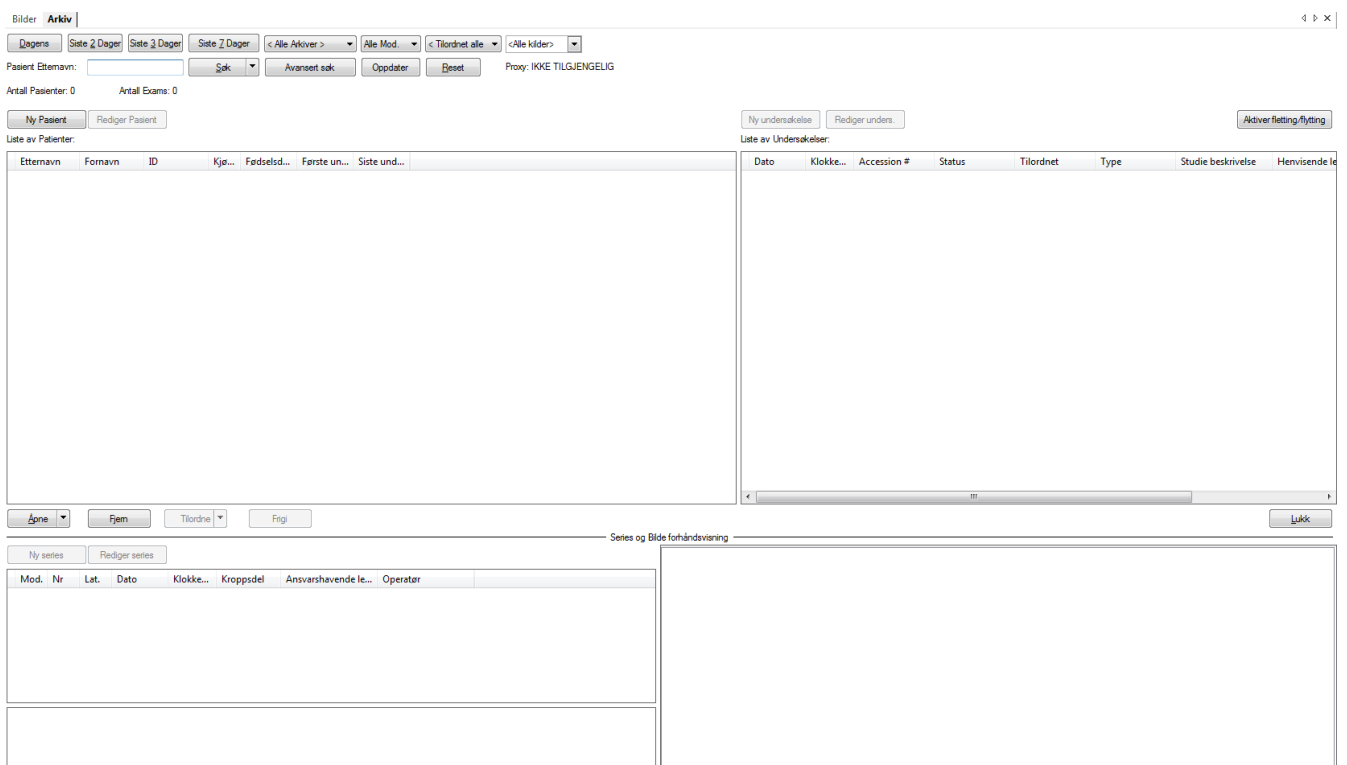 Bilder Arkiv
Dagens Siste 2 Dager Siste 3 Dager Siste 7 Dager < Alle Arkiver > Alle Mod. < Tilordnet alle <Alle kilder>
Pasient Etternavn: Søk Avansert søk Oppdater Reset Proxy: IKKE TILGJENGELIG
Antall Pasienter: 0 Antall Exams: 0
Ny Pasient Rediger Pasient Ny undersøkelse Rediger unders. Aktiver fletting/flytting
Liste av Patienter: Liste av Undersøkelser:
Etternavn Fornavn ID Kjø... Fødselsd... Første un... Siste und... Dato Klokke... Accession # Status Tilordnet Type Studie beskrivelse Henvisende le
Åpne Fjern Tilordne Frigi Lukk
Series og Bilde forhåndsvisning
Ny series Rediger series
Mod. Nr Lat. Dato Klokke... Kroppsdel Ansvarshavende le... Operatør